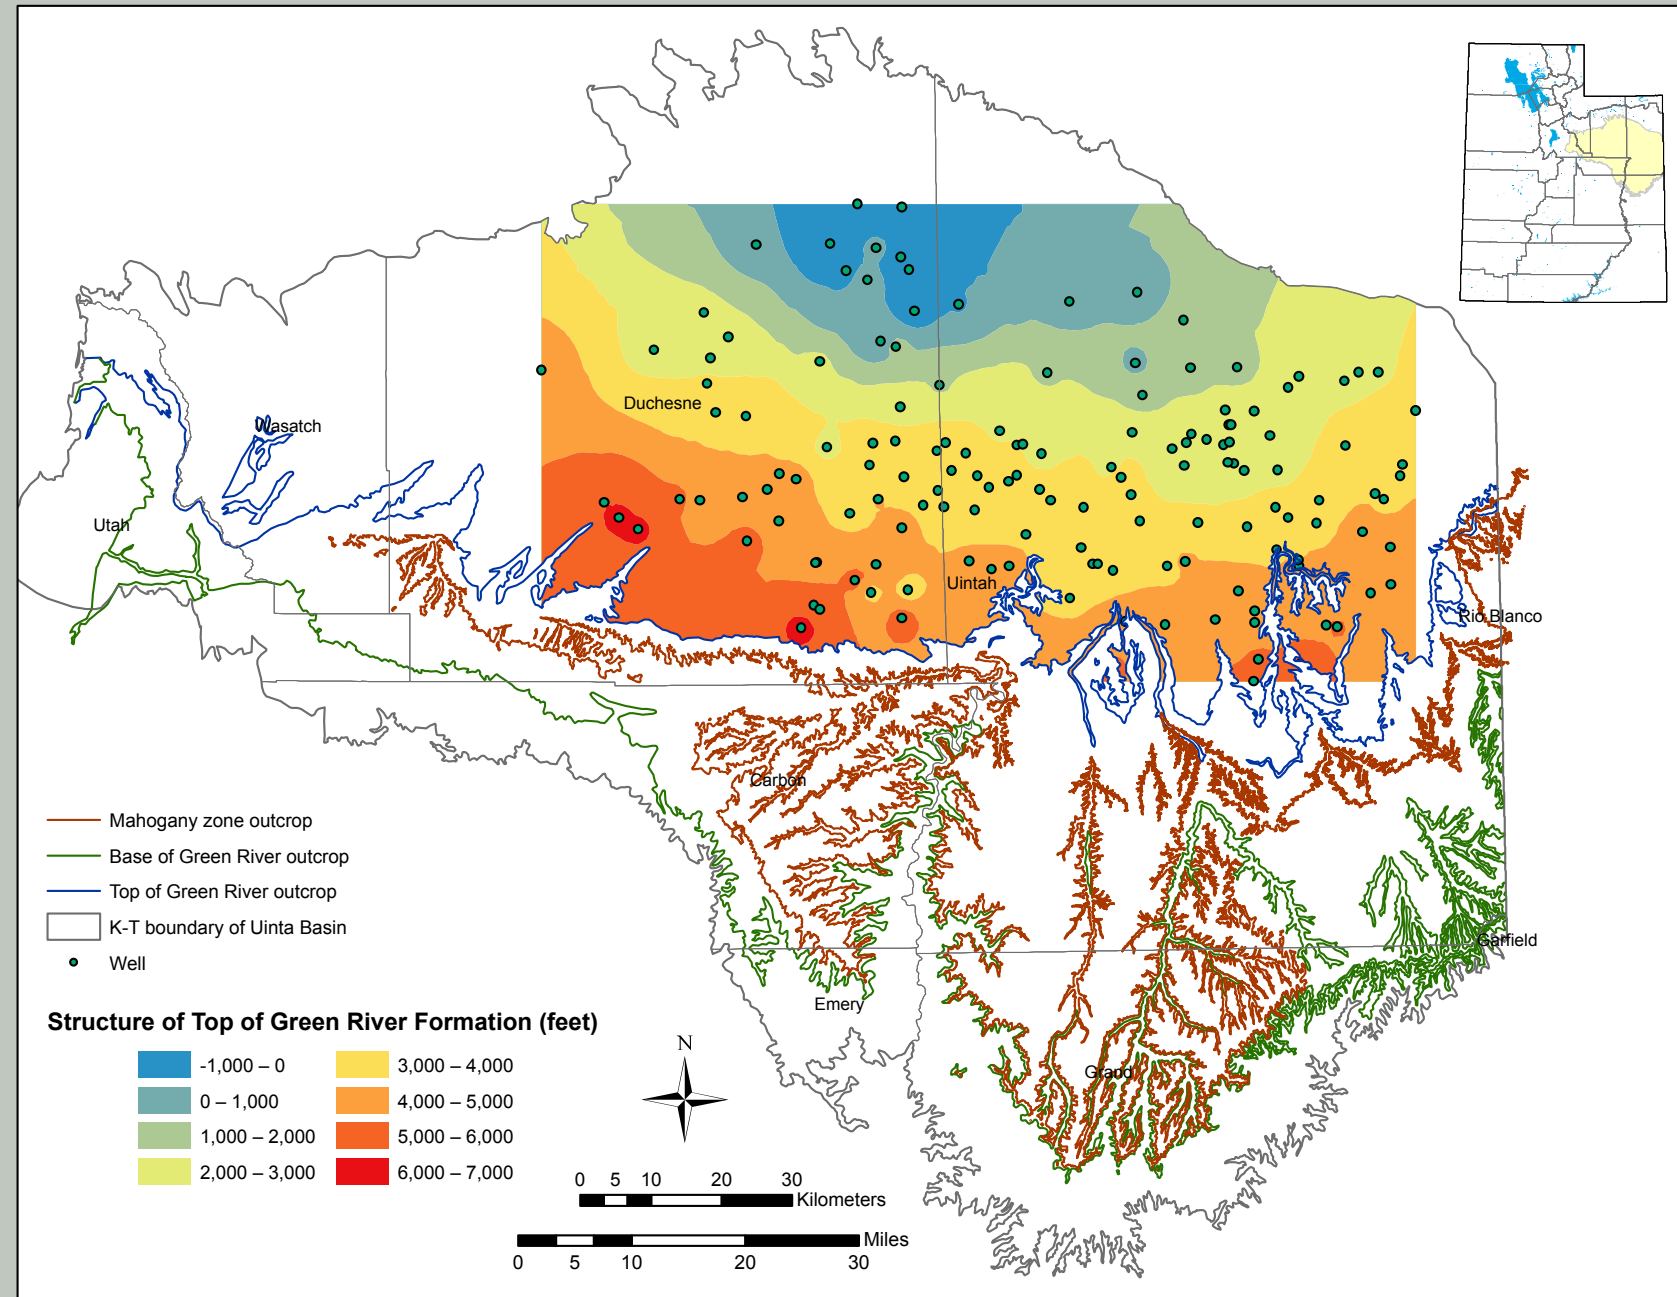 Duchesne
Wasatch
Utah
Uintah
Rio Blanco
Carbon
Garfield
Emery
Grand
Mahogany zone outcrop
Base of Green River outcrop
Top of Green River outcrop
K-T boundary of Uinta Basin
Well
Structure of Top of Green River Formation (feet)
-1,000 – 0
0 – 1,000
1,000 – 2,000
2,000 – 3,000
3,000 – 4,000
4,000 – 5,000
5,000 – 6,000
6,000 – 7,000
N
0 5 10 20 30
Kilometers
Miles
0 5 10 20 30